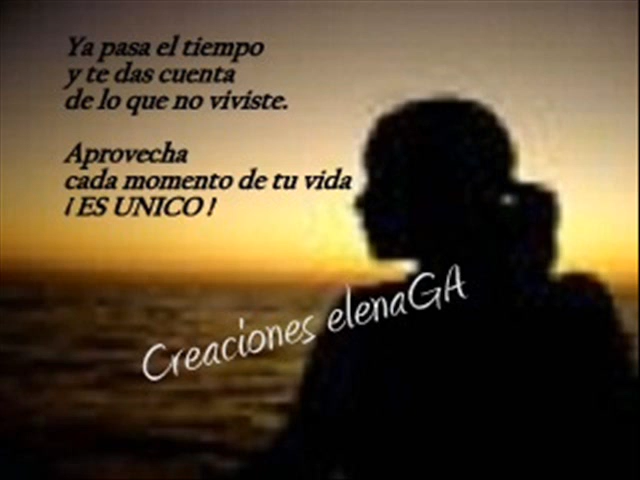 Ya pasa el tiempo
y te das cuenta
de lo que no viviste.
Aprovecha
cada momento de tu vida
¡ ES UNICO !
Creaciones elenaGA